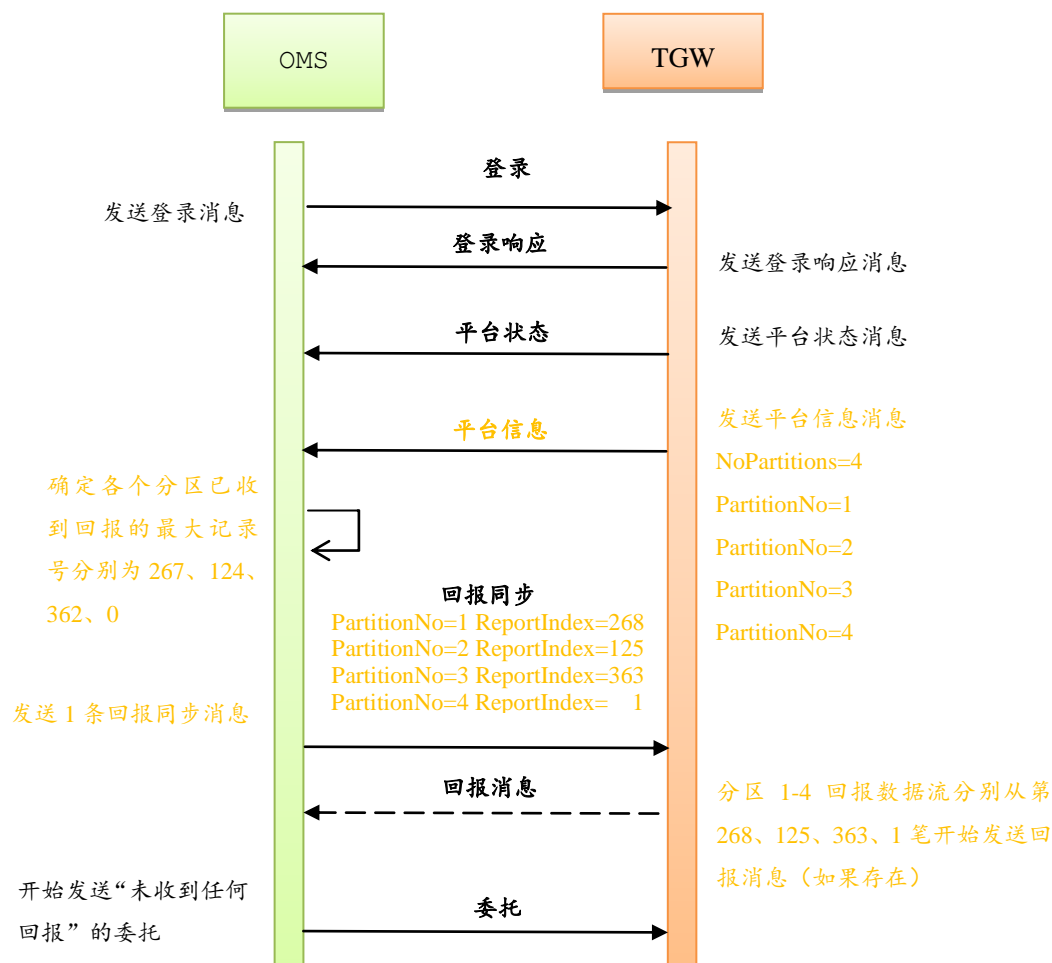 OMS
TGW
登录
发送登录消息
登录响应
发送登录响应消息
平台状态
发送平台状态消息
平台信息
发送平台信息消息
NoPartitions=4
PartitionNo=1
PartitionNo=2
PartitionNo=3
PartitionNo=4
确定各个分区已收
到回报的最大记录
号分别为 267、124、
362、0
回报同步
PartitionNo=1 ReportIndex=268
PartitionNo=2 ReportIndex=125
PartitionNo=3 ReportIndex=363
PartitionNo=4 ReportIndex= 1
发送 1 条回报同步消息
回报消息
分区 1-4 回报数据流分别从第
268、125、363、1 笔开始发送回
报消息（如果存在）
开始发送“未收到任何
回报”的委托
委托